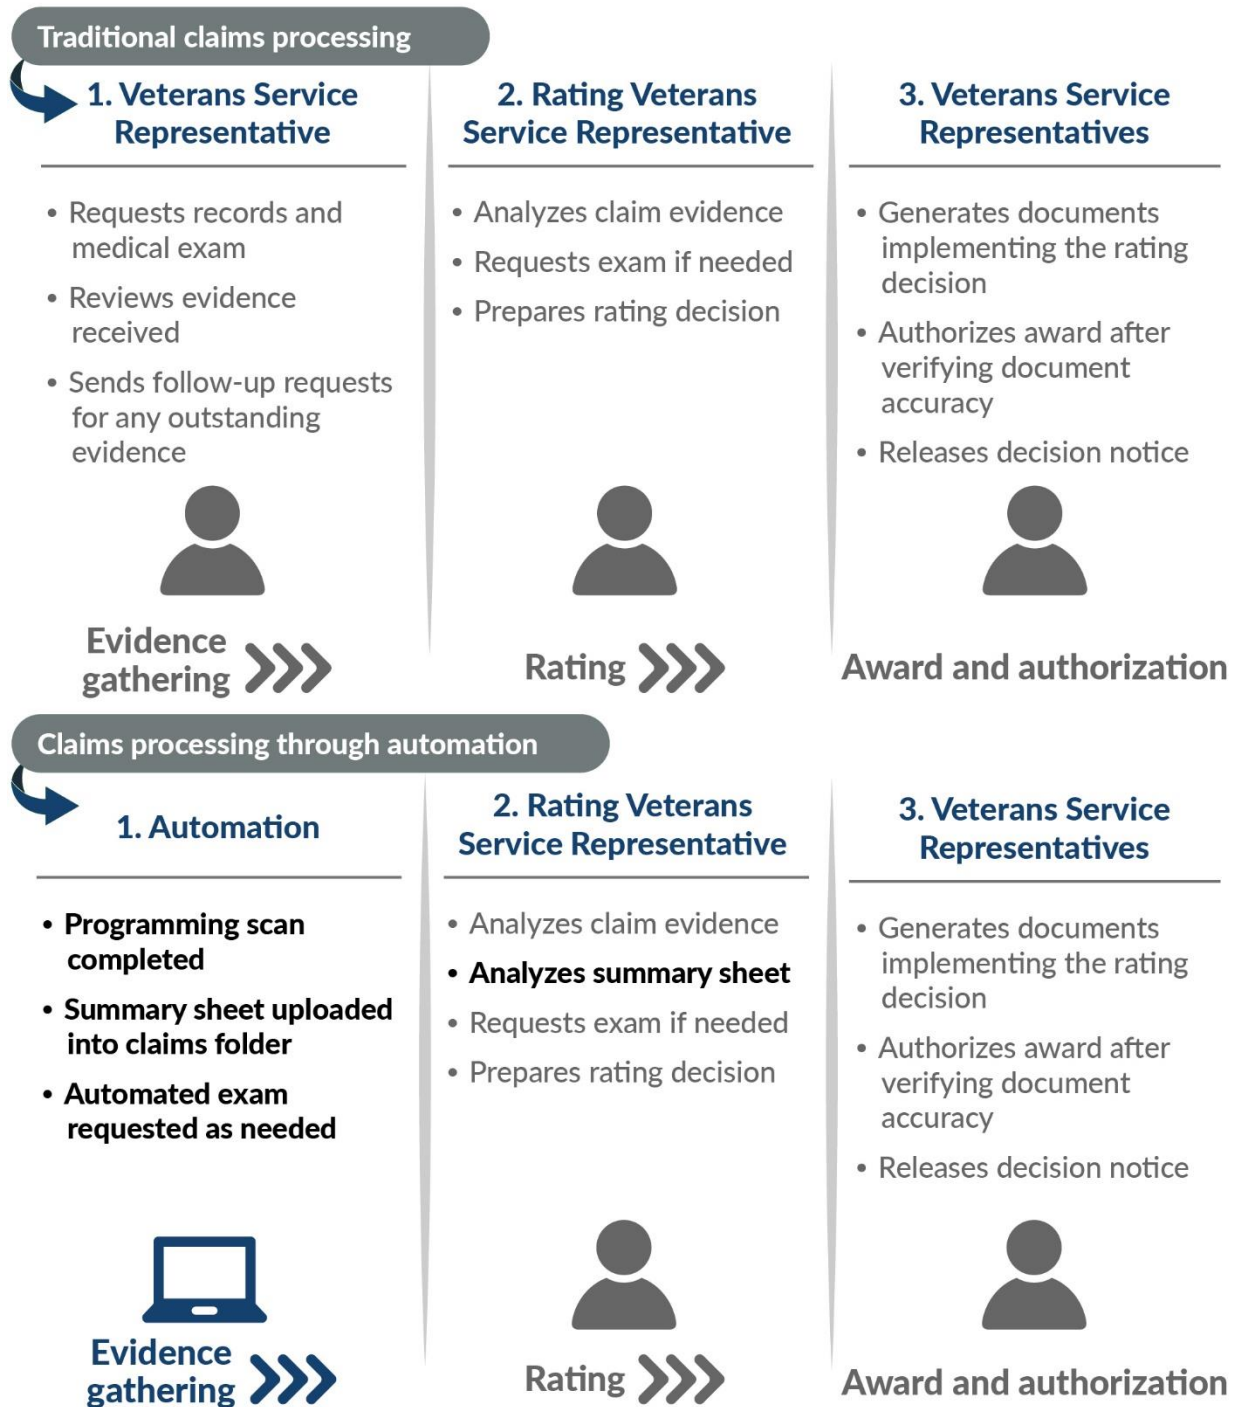 Traditional claims processing
1. Veterans Service
Representative
• Requests records and
medical exam
• Reviews evidence
received
• Sends follow-up requests
for any outstanding
evidence
Evidence
gathering
2. Rating Veterans
Service Representative
• Analyzes claim evidence
• Requests exam if needed
• Prepares rating decision
Rating
3. Veterans Service
Representatives
• Generates documents
implementing the rating
decision
• Authorizes award after
verifying document
accuracy
• Releases decision notice
Award and authorization
Claims processing through automation
1. Automation
• Programming scan
completed
• Summary sheet uploaded
into claims folder
• Automated exam
requested as needed
Evidence
gathering
2. Rating Veterans
Service Representative
• Analyzes claim evidence
• Analyzes summary sheet
• Requests exam if needed
• Prepares rating decision
Rating
3. Veterans Service
Representatives
• Generates documents
implementing the rating
decision
• Authorizes award after
verifying document
accuracy
• Releases decision notice
Award and authorization